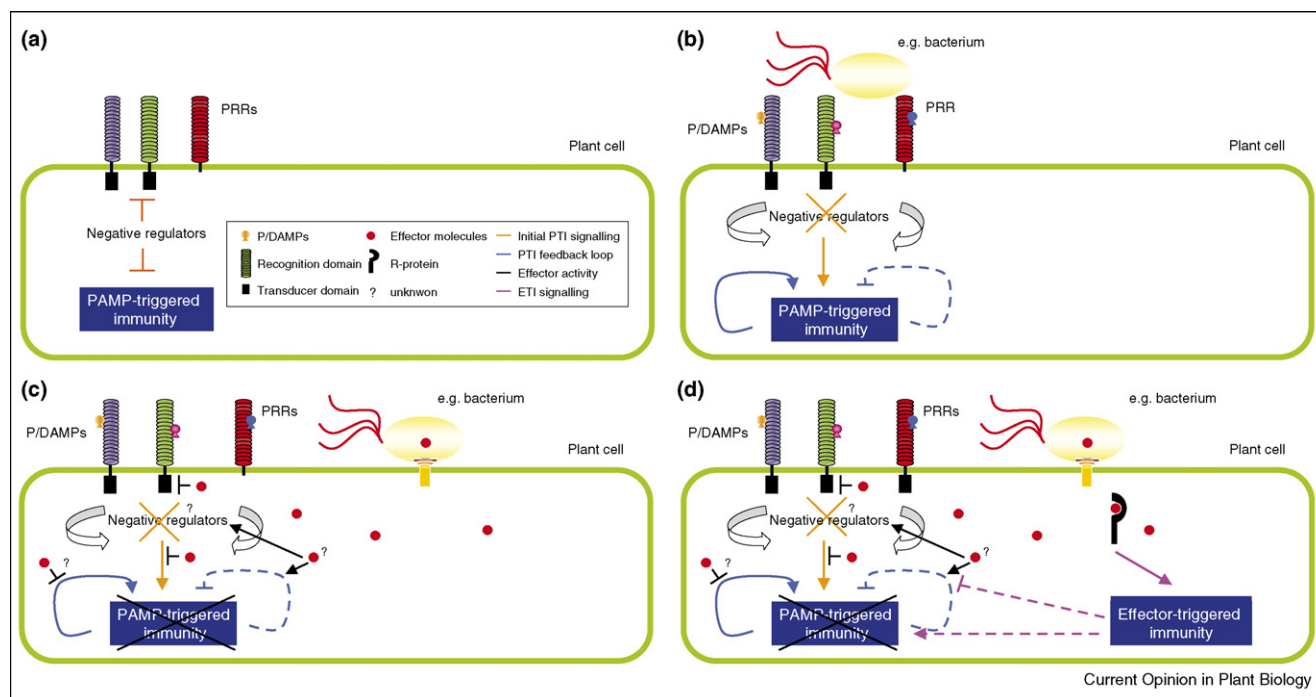 (a)
PRRs
Plant cell
Negative regulators
PAMP-triggered
immunity
P/DAMPs
Recognition domain
Transducer domain
Effector molecules
R-protein
? unknwon
Initial PTI signalling
PTI feedback loop
Effector activity
ETI signalling
(b)
e.g. bacterium
PRR
P/DAMPs
Plant cell
Negative regulators
PAMP-triggered
immunity
(c)
e.g. bacterium
PRRs
P/DAMPs
Plant cell
?
Negative regulators
?
?
PAMP-triggered
immunity
(d)
e.g. bacterium
PRRs
P/DAMPs
Plant cell
?
Negative regulators
?
?
PAMP-triggered
immunity
Effector-triggered
immunity
Current Opinion in Plant Biology